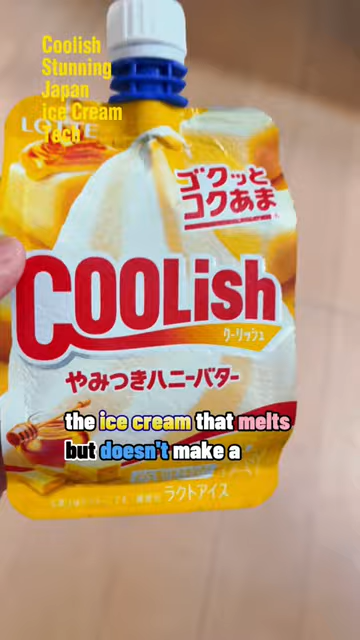 Coolish
Stunning
Japan
ice Cream
Tech
LOTTE
ゴクッと
コクあま
COOLish
クーリッシュ
やみつきハニーバター
the ice cream that melts
but doesn't make a
ラクトアイス